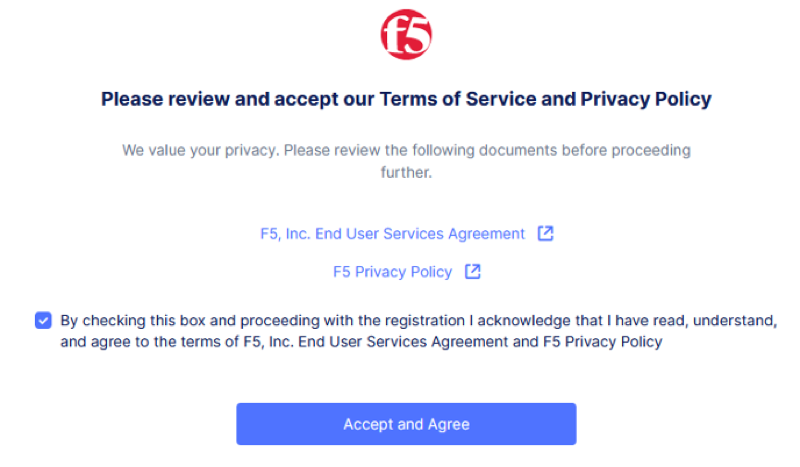 f5
Please review and accept our Terms of Service and Privacy Policy
We value your privacy. Please review the following documents before proceeding
further.
F5, Inc. End User Services Agreement
F5 Privacy Policy
By checking this box and proceeding with the registration I acknowledge that I have read, understand,
and agree to the terms of F5, Inc. End User Services Agreement and F5 Privacy Policy
Accept and Agree